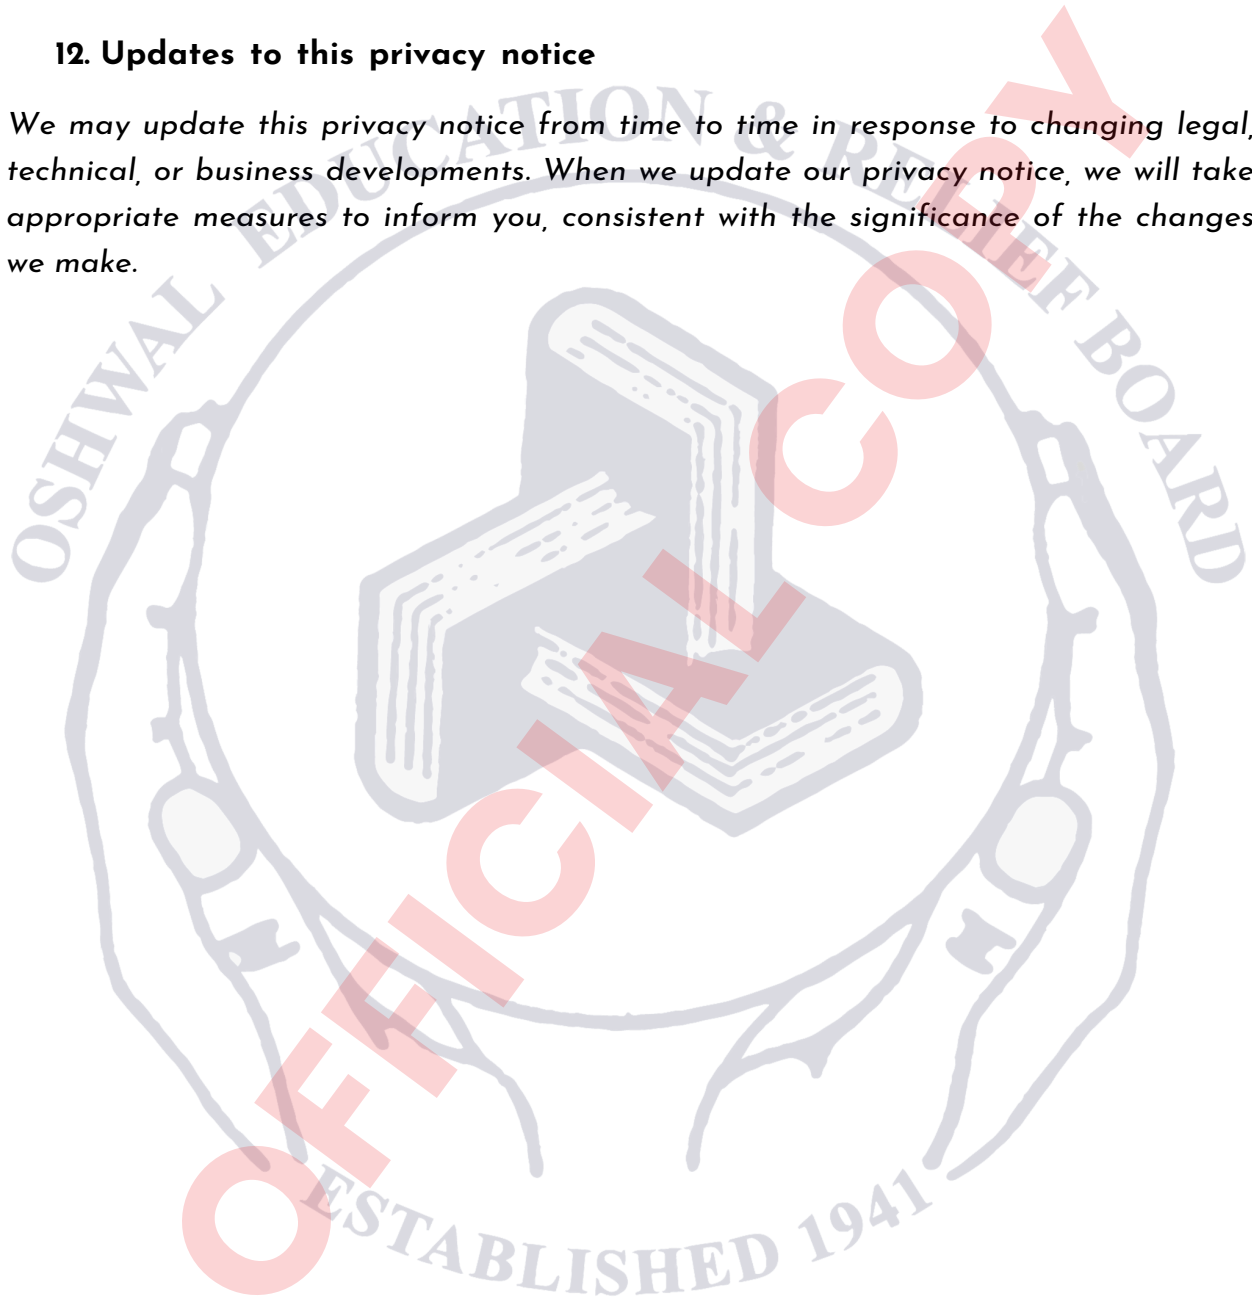 12. Updates to this privacy notice
We may update this privacy notice from time to time in response to changing legal,
technical, or business developments. When we update our privacy notice, we will take
appropriate measures to inform you, consistent with the significance of the changes
we make.
OSHWAL EDUCATION & RELIEF BOARD
OFFICIAL COPY
ESTABLISHED 1941